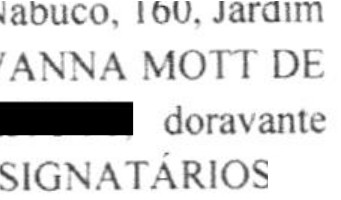 Nabuco, 160, Jardim
VANNA MOTT DE
doravante
SIGNATÁRIOS